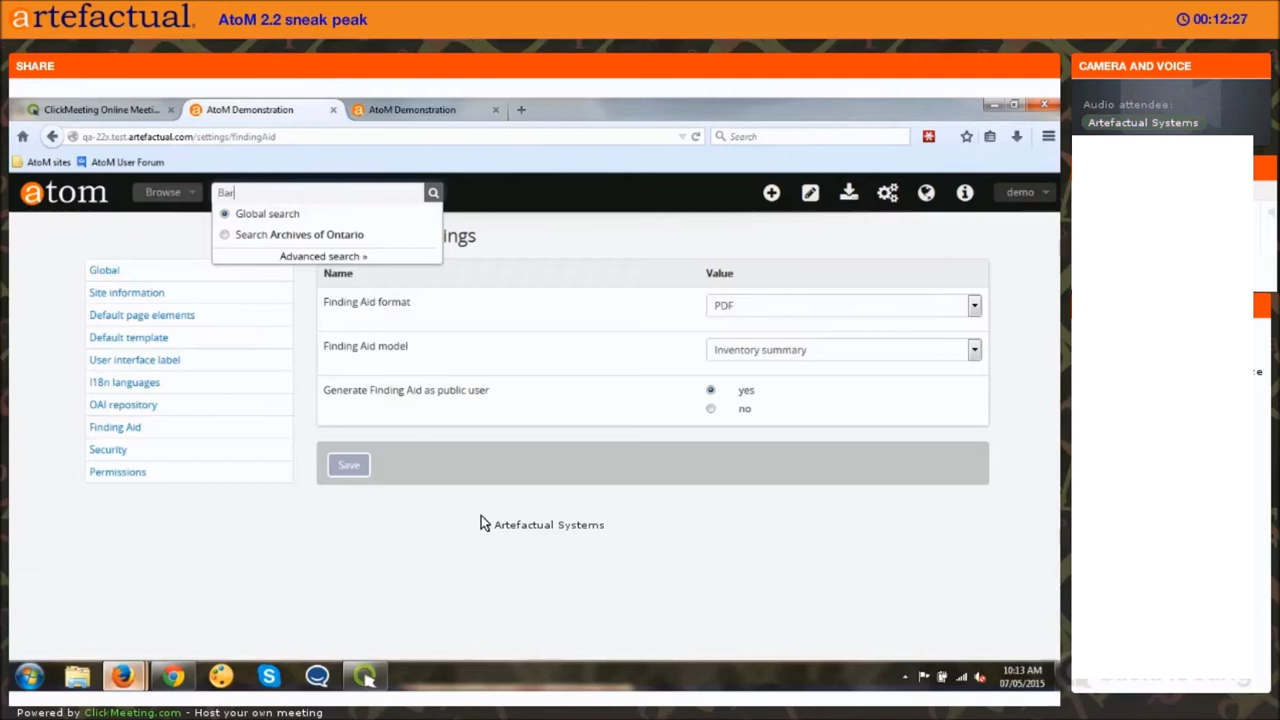 artefactual.
AtoM 2.2 sneak peak
00:12:27
SHARE
CAMERA AND VOICE
Audio attendee:
Artefactual Systems
ClickMeeting Online Meeti...
AtoM Demonstration
AtoM Demonstration
qa-22x.test.artefactual.com/settings/findingAid
Search
AtoM sites
AtoM User Forum
atom
Browse
Bar
demo
Global search
Search Archives of Ontario
Advanced search »
ings
Global
Site information
Default page elements
Default template
User interface label
I18n languages
OAI repository
Finding Aid
Security
Permissions
Name
Value
Finding Aid format
PDF
Finding Aid model
Inventory summary
Generate Finding Aid as public user
yes
no
Save
Artefactual Systems
10:13 AM
07/05/2015
Powered by ClickMeeting.com - Host your own meeting